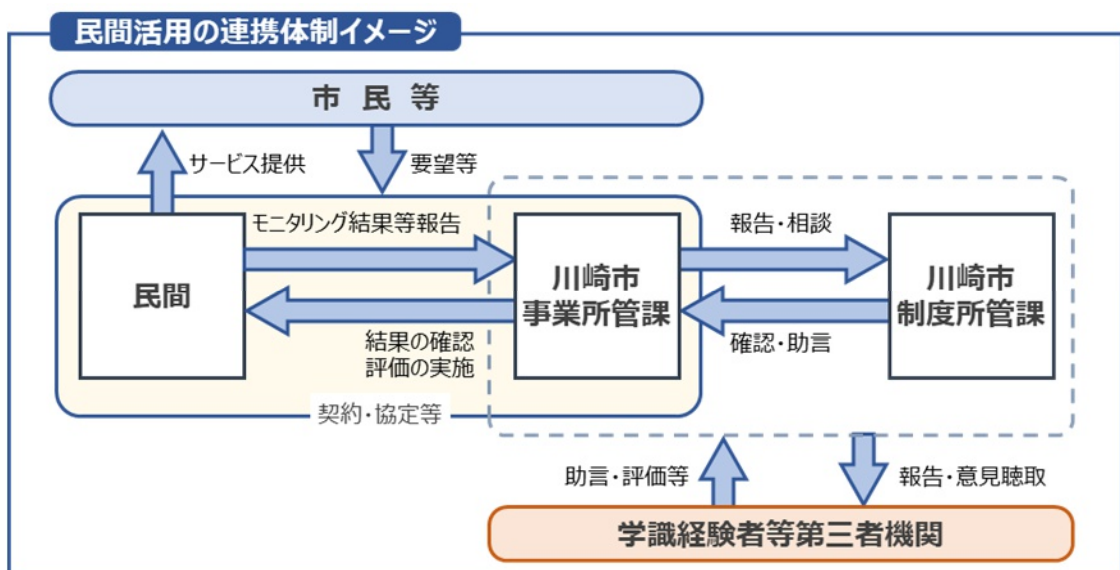 民間活用の連携体制イメージ
市 民 等
サービス提供
要望等
モニタリング結果等報告
報告・相談
民間
川崎市
事業所管課
川崎市
制度所管課
結果の確認
評価の実施
確認・助言
契約・協定等
助言・評価等
報告・意見聴取
学識経験者等第三者機関